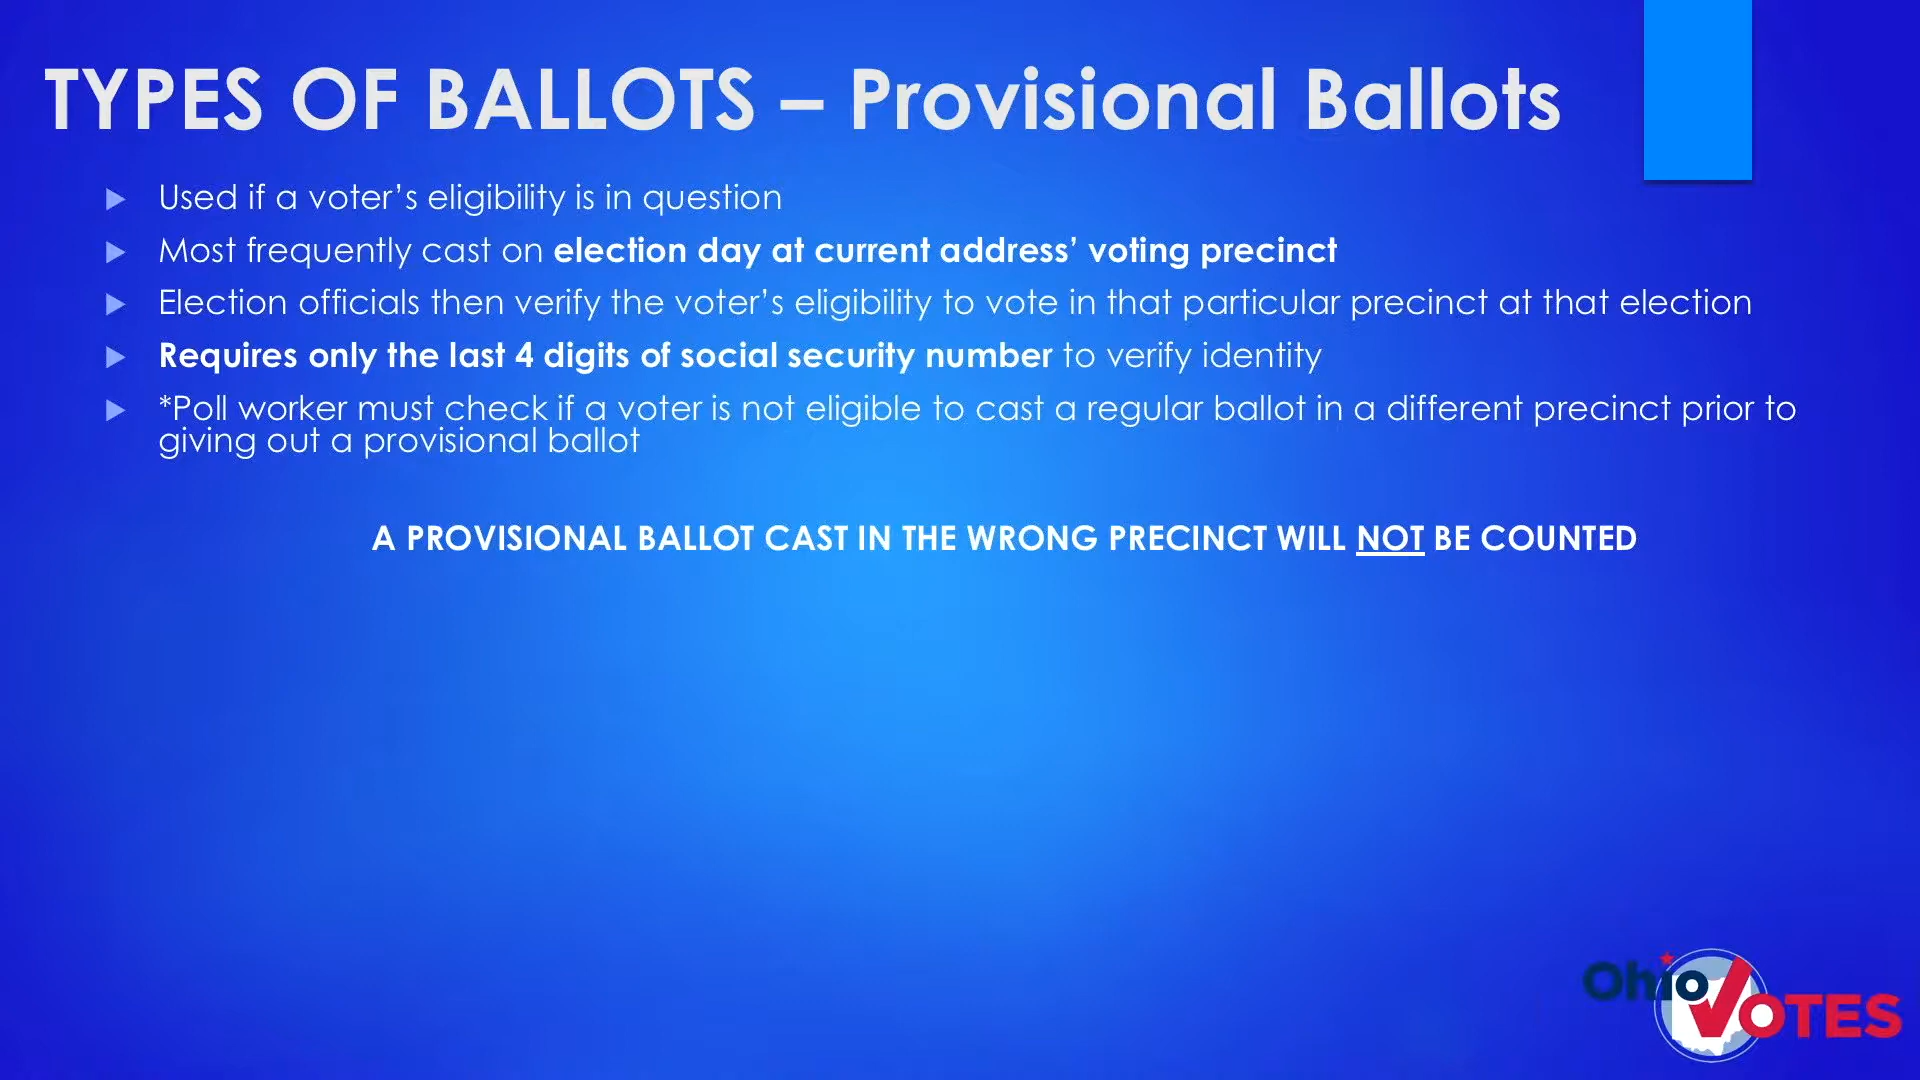 TYPES OF BALLOTS – Provisional Ballots
Used if a voter’s eligibility is in question
Most frequently cast on election day at current address’ voting precinct
Election officials then verify the voter’s eligibility to vote in that particular precinct at that election
Requires only the last 4 digits of social security number to verify identity
*Poll worker must check if a voter is not eligible to cast a regular ballot in a different precinct prior to
giving out a provisional ballot
A PROVISIONAL BALLOT CAST IN THE WRONG PRECINCT WILL NOT BE COUNTED
Ohio
VOTES